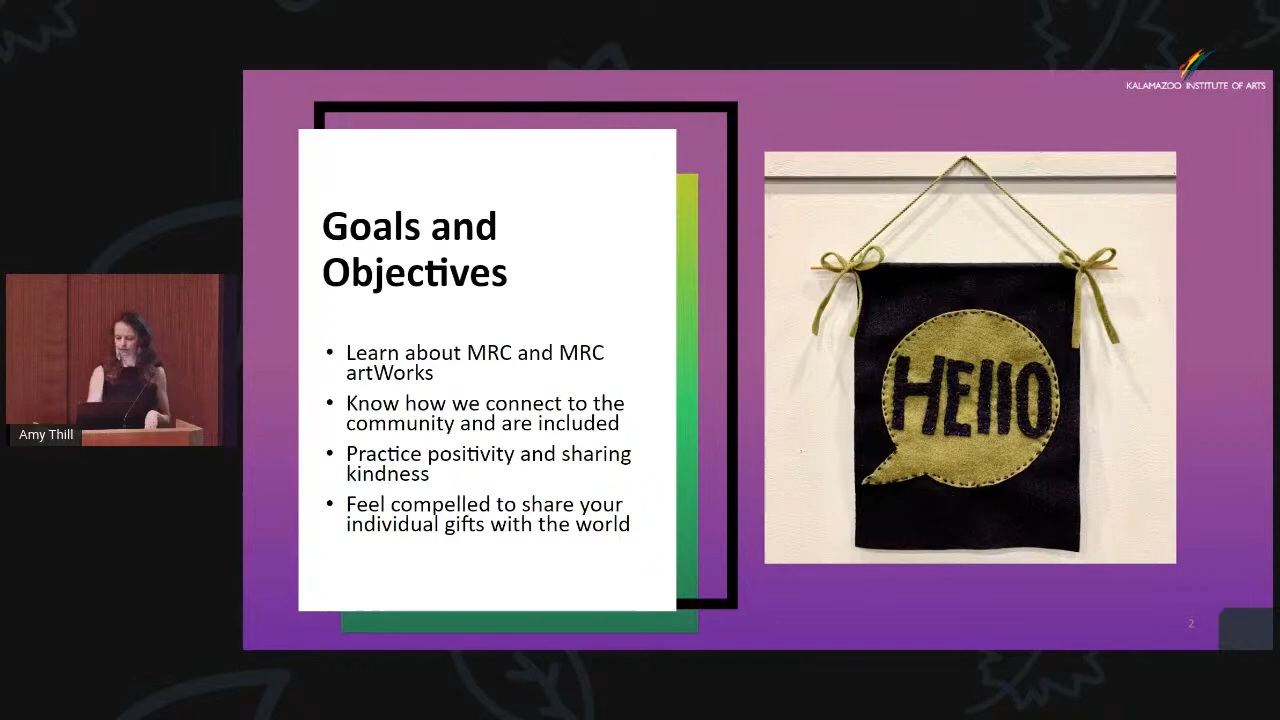 KALAMAZOO INSTITUTE OF ARTS
Goals and
Objectives
• Learn about MRC and MRC
artWorks
• Know how we connect to the
community and are included
• Practice positivity and sharing
kindness
• Feel compelled to share your
individual gifts with the world
HEllO
Amy Thill
2